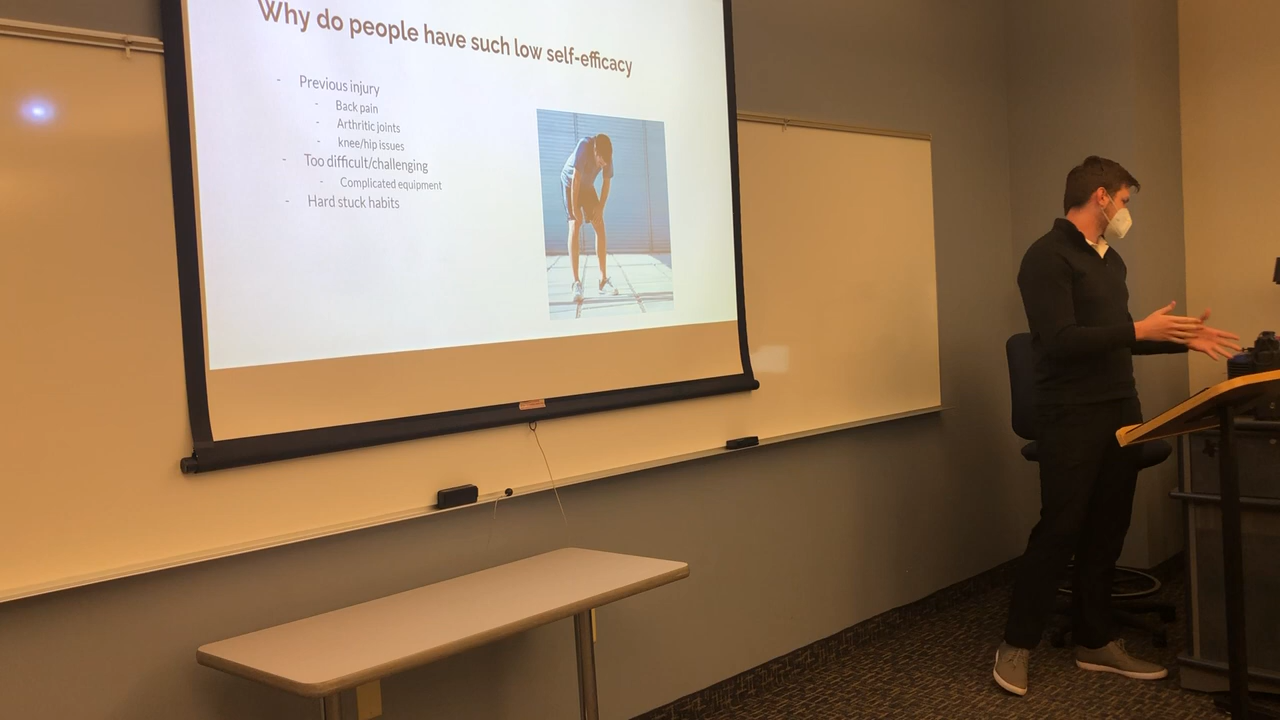 Why do people have such low self-efficacy
- Previous injury
- Back pain
- Arthritic joints
- knee/hip issues
- Too difficult/challenging
- Complicated equipment
- Hard stuck habits